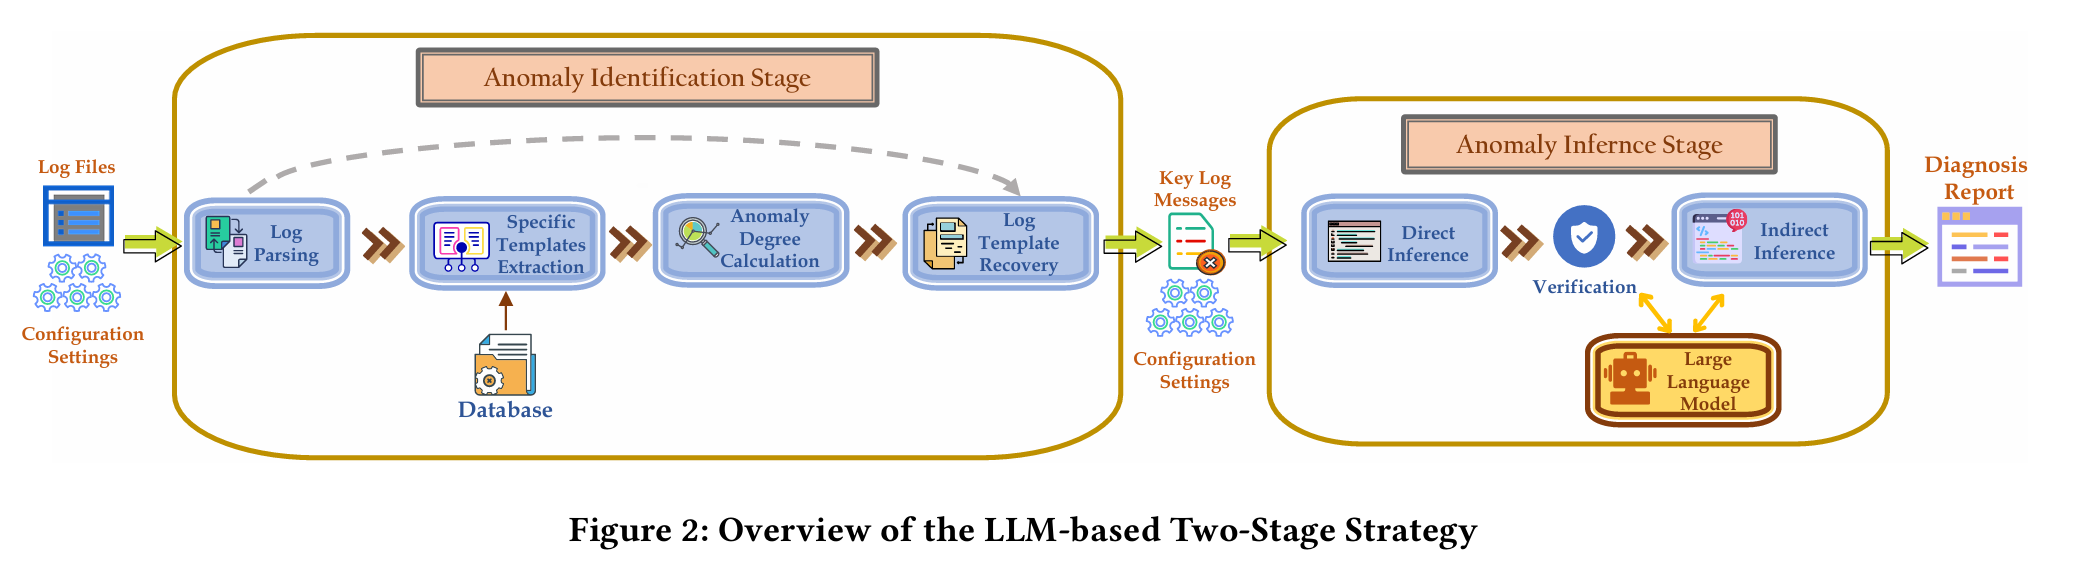 Anomaly Identification Stage
Log Files
Configuration
Settings
Log
Parsing
Specific
Templates
Extraction
Database
Anomaly
Degree
Calculation
Log
Template
Recovery
Key Log
Messages
Configuration
Settings
Anomaly Infernce Stage
Direct
Inference
Verification
101
010
Indirect
Inference
Large
Language
Model
Diagnosis
Report
Figure 2: Overview of the LLM-based Two-Stage Strategy